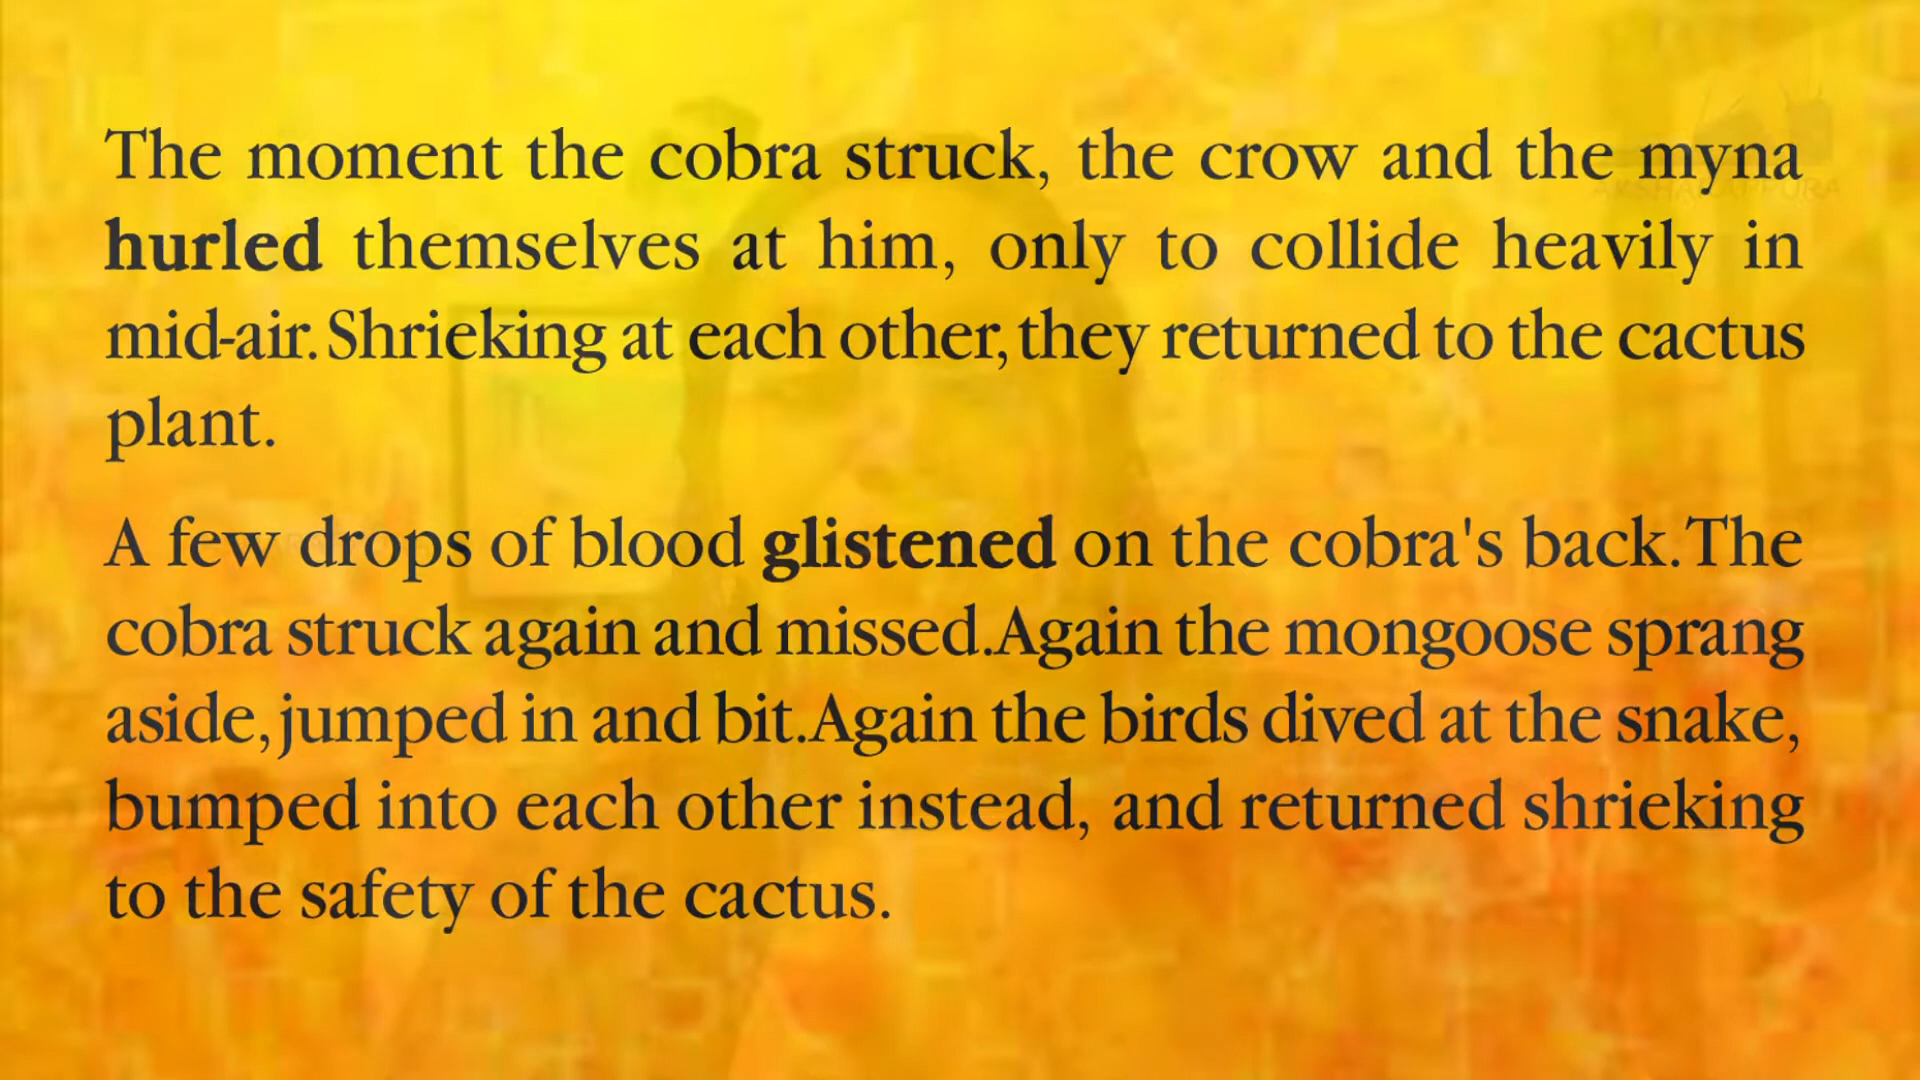 The moment the cobra struck, the crow and the myna
hurled themselves at him, only to collide heavily in
mid-air. Shrieking at each other, they returned to the cactus
plant.
A few drops of blood glistened on the cobra's back. The
cobra struck again and missed. Again the mongoose sprang
aside, jumped in and bit. Again the birds dived at the snake,
bumped into each other instead, and returned shrieking
to the safety of the cactus.